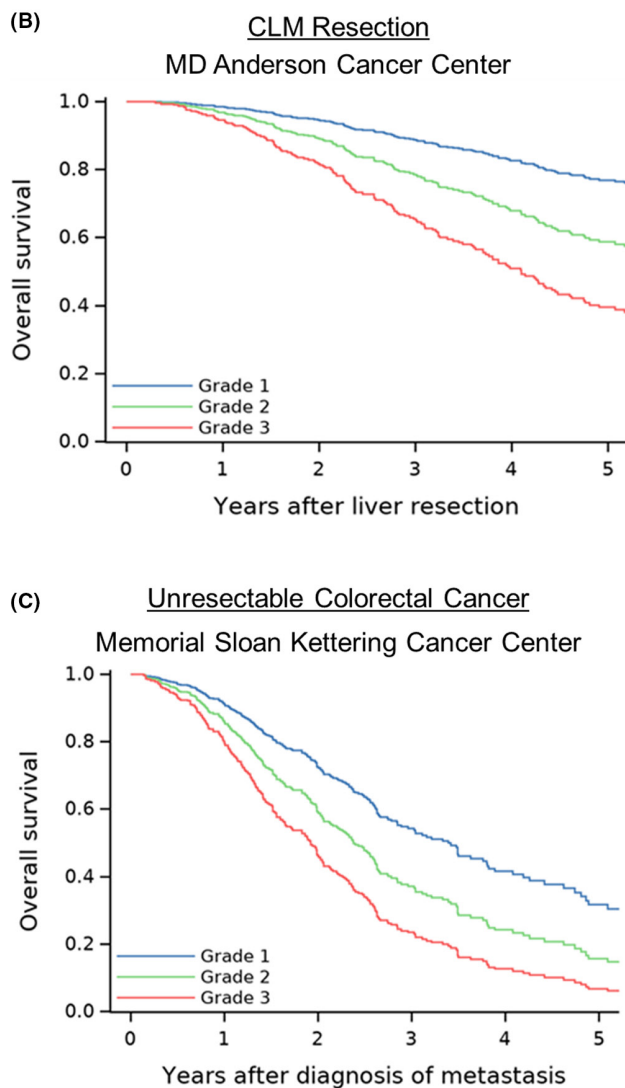 (B)
CLM Resection
MD Anderson Cancer Center
1.0
0.8
0.6
0.4
0.2
0.0
Overall survival
Grade 1
Grade 2
Grade 3
0 1 2 3 4 5
Years after liver resection
(C)
Unresectable Colorectal Cancer
Memorial Sloan Kettering Cancer Center
1.0
0.8
0.6
0.4
0.2
0.0
Overall survival
Grade 1
Grade 2
Grade 3
0 1 2 3 4 5
Years after diagnosis of metastasis